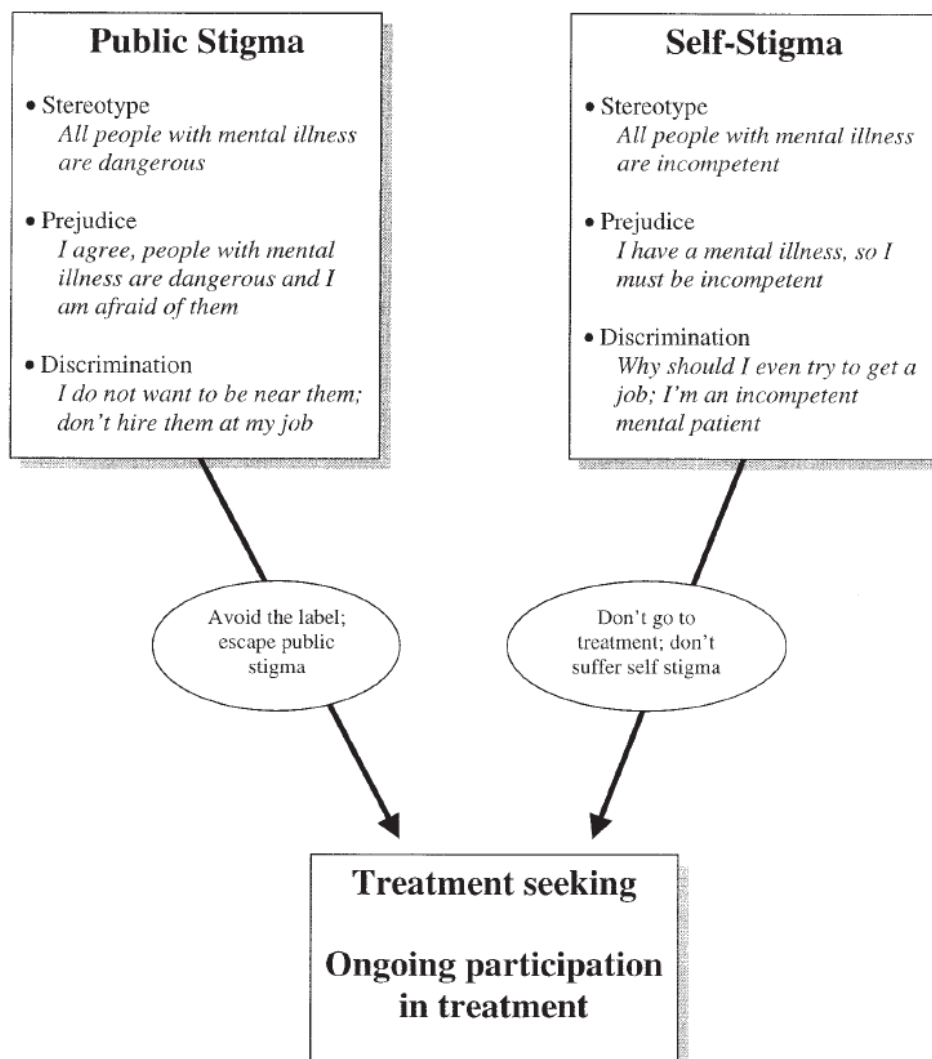 Public Stigma
• Stereotype
All people with mental illness
are dangerous
• Prejudice
I agree, people with mental
illness are dangerous and I
am afraid of them
• Discrimination
I do not want to be near them;
don't hire them at my job
Self-Stigma
• Stereotype
All people with mental illness
are incompetent
• Prejudice
I have a mental illness, so I
must be incompetent
• Discrimination
Why should I even try to get a
job; I'm an incompetent
mental patient
Avoid the label;
escape public
stigma
Don't go to
treatment; don't
suffer self stigma
Treatment seeking
Ongoing participation
in treatment